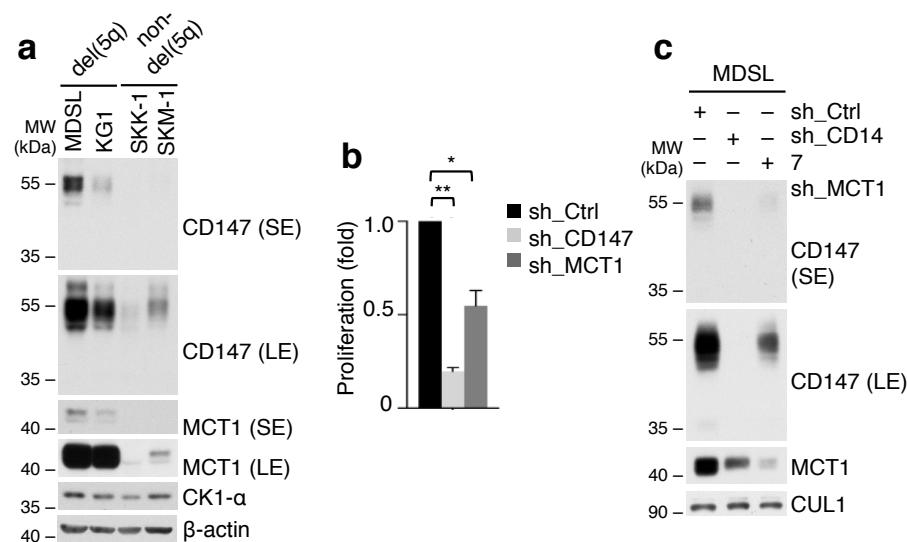 a
del(5q)
non-
del(5q)
MW
(kDa)
MDSL
KG1
SKK-1
SKM-1
55 –
CD147 (SE)
35 –
55 –
CD147 (LE)
35 –
40 –
MCT1 (SE)
40 –
MCT1 (LE)
35 –
CK1-α
40 –
β-actin
b
*
**
Proliferation (fold)
1.0
0.5
0
sh_Ctrl
sh_CD147
sh_MCT1
c
MDSL
+ – – sh_Ctrl
– + – sh_CD14
– – + 7
sh_MCT1
MW
(kDa)
55 –
CD147
(SE)
35 –
55 –
CD147 (LE)
35 –
40 –
MCT1
90 –
CUL1